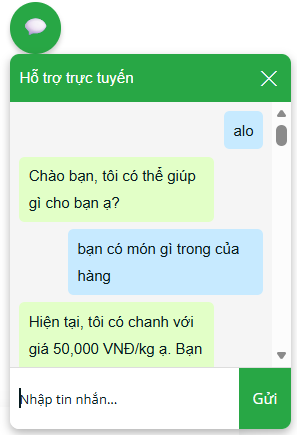 Hỗ trợ trực tuyến
alo
Chào bạn, tôi có thể giúp
gì cho bạn ạ?
bạn có món gì trong của
hàng
Hiện tại, tôi có chanh với
giá 50,000 VNĐ/kg ạ. Bạn
Nhập tin nhắn...
Gửi